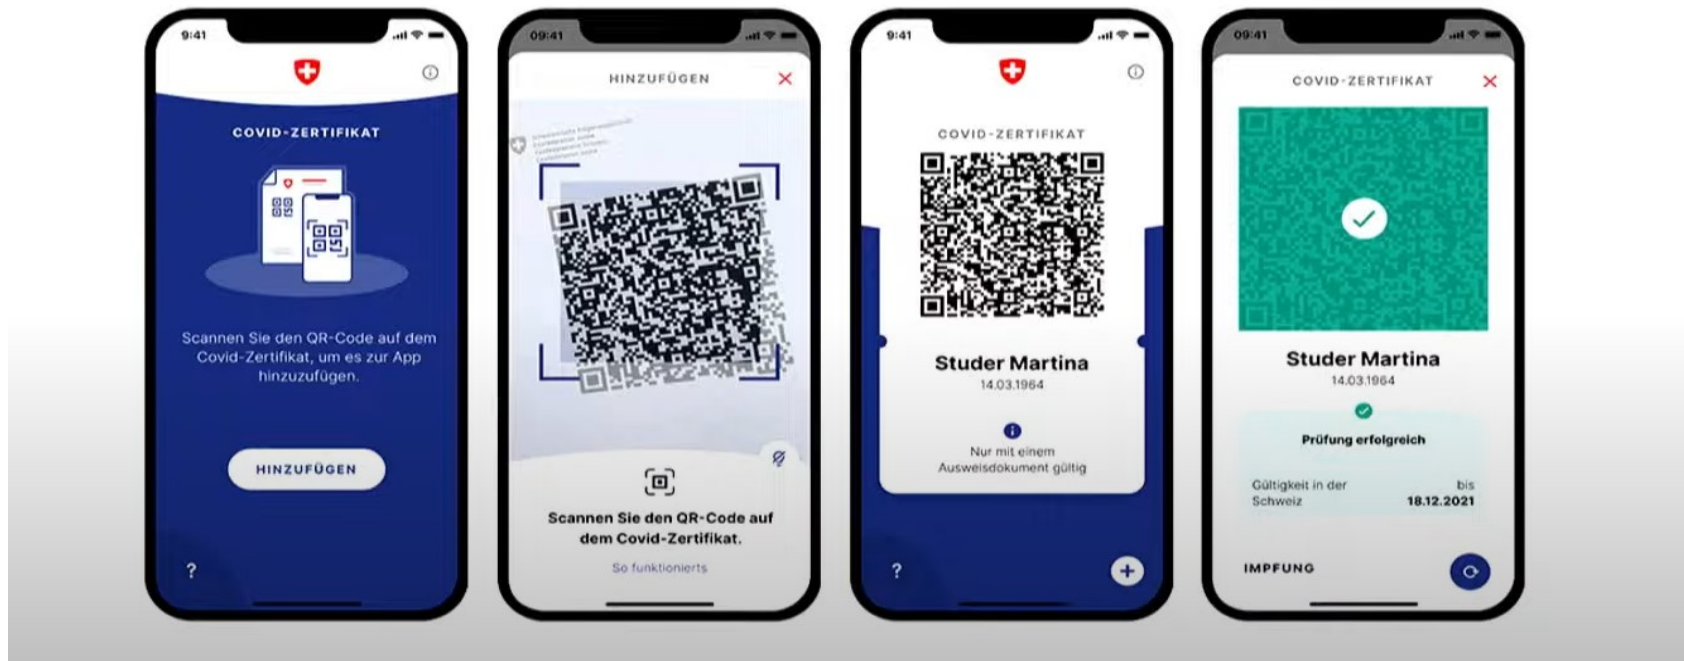 9:41
COVID-ZERTIFIKAT
Scannen Sie den QR-Code auf dem
Covid-Zertifikat, um es zur App
hinzuzufügen.
HINZUFÜGEN
?
09:41
HINZUFÜGEN
Scannen Sie den QR-Code auf
dem Covid-Zertifikat.
So funktionierts
9:41
COVID-ZERTIFIKAT
Studer Martina
14.03.1964
Nur mit einem
Ausweisdokument gültig
?
09:41
COVID-ZERTIFIKAT
Studer Martina
14.03.1964
Prüfung erfolgreich
Gültigkeit in der bis
Schweiz 18.12.2021
IMPFUNG